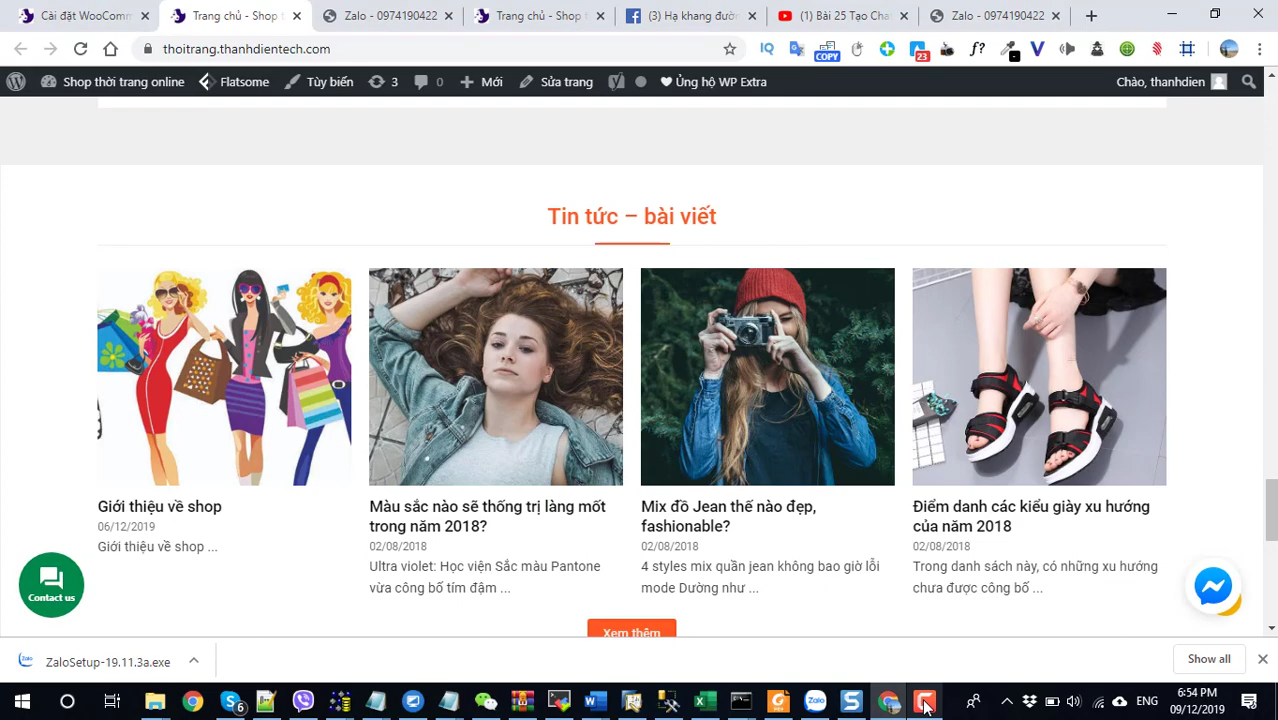 Cài đặt WooComm
Trang chủ - Shop t
Zalo - 0974190422
Trang chủ - Shop t
(3) Hạ khang đườ
(1) Bài 25 Tạo Cha
Zalo - 0974190422
thoitrang.thanhdientech.com
IQ
COPY
23
f?
V
Shop thời trang online
Flatsome
Tùy biến
3
0
Mới
Sửa trang
Ủng hộ WP Extra
Chào, thanhdien
Tin tức – bài viết
Giới thiệu về shop
06/12/2019
Giới thiệu về shop ...
Màu sắc nào sẽ thống trị làng mốt
trong năm 2018?
02/08/2018
Ultra violet: Học viện Sắc màu Pantone
vừa công bố tím đậm ...
Mix đồ Jean thế nào đẹp,
fashionable?
02/08/2018
4 styles mix quần jean không bao giờ lỗi
mode Dường như ...
Điểm danh các kiểu giày xu hướng
của năm 2018
02/08/2018
Trong danh sách này, có những xu hướng
chưa được công bố ...
Contact us
Xem thêm
ZaloSetup-19.11.3a.exe
Show all
ENG
6:54 PM
09/12/2019